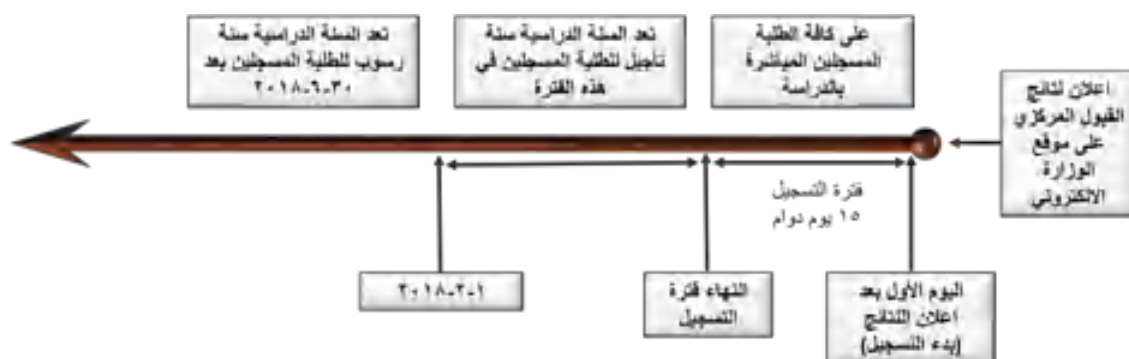 اعلان نتائج
القبول المركزي
على موقع
الوزارة
الالكتروني
على كافة الطلبة
المسجلين المباشرة
بالدراسة
تعد السنة الدراسية سنة
تأجيل للطلبة المسجلين في
هذه الفترة
تعد السنة الدراسية سنة
رسوب للطلبة المسجلين بعد
٣٠-٦-٢٠١٨
فترة التسجيل
١٥ يوم دوام
اليوم الأول بعد
اعلان النتائج
(بدء التسجيل)
انتهاء فترة
التسجيل
١-٢-٢٠١٨